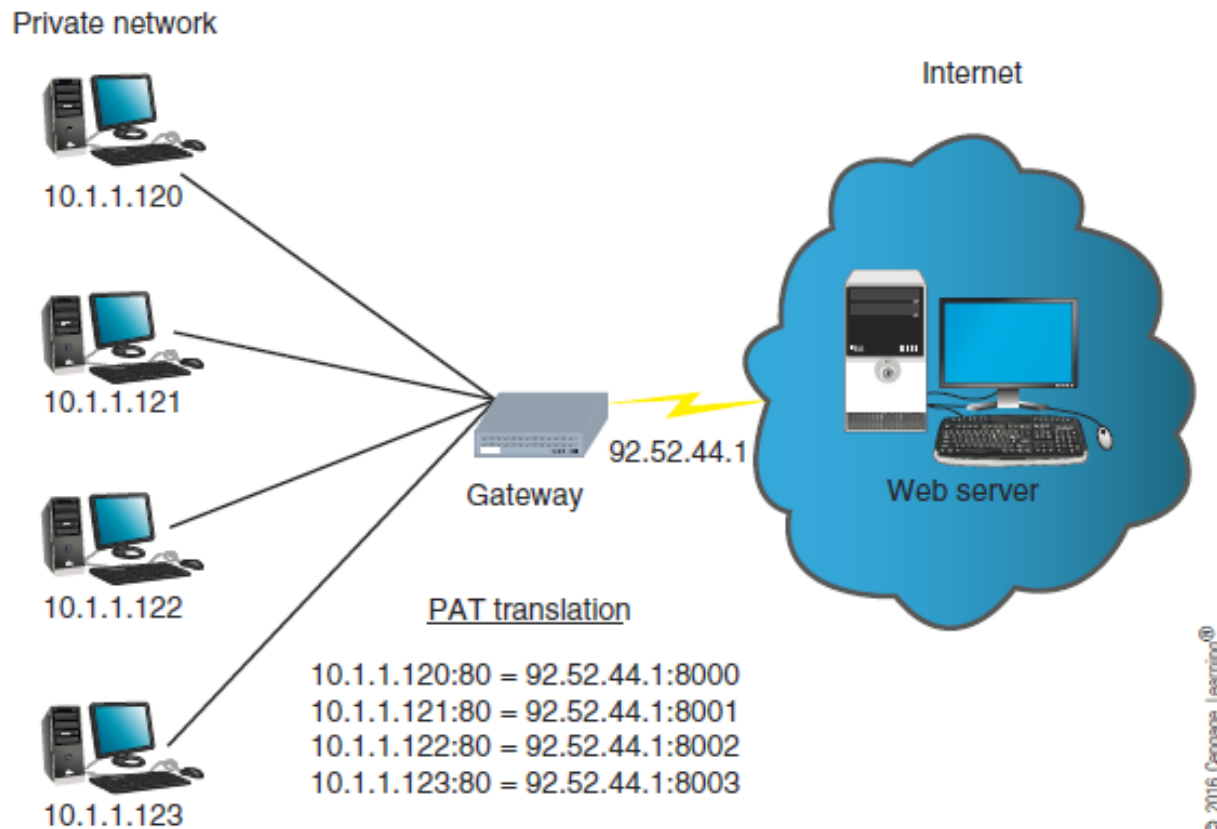 Private network
Internet
10.1.1.120
10.1.1.121
92.52.44.1
Gateway
Web server
10.1.1.122
PAT translation
10.1.1.120:80 = 92.52.44.1:8000
10.1.1.121:80 = 92.52.44.1:8001
10.1.1.122:80 = 92.52.44.1:8002
10.1.1.123:80 = 92.52.44.1:8003
10.1.1.123
© 2016 Cengage Learning®